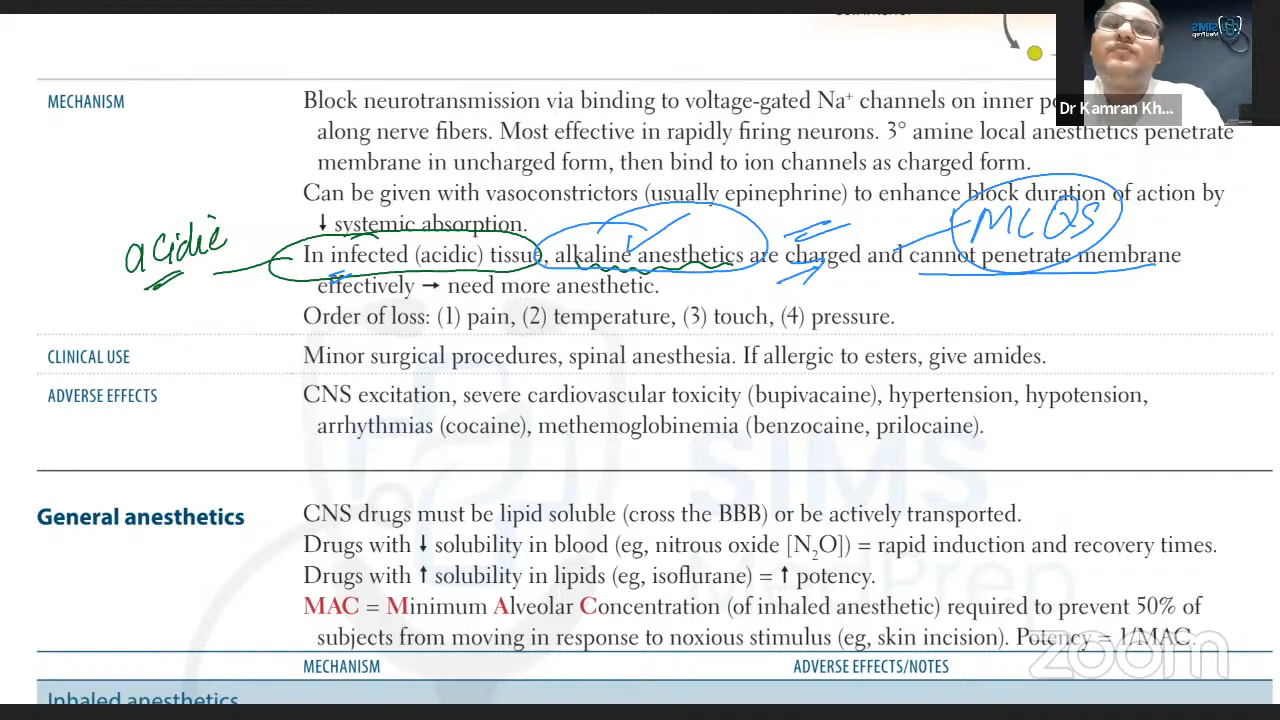 SIMS
MedPrep
Dr Kamran Kh...
MECHANISM
Block neurotransmission via binding to voltage-gated Na+ channels on inner
along nerve fibers. Most effective in rapidly firing neurons. 3° amine local anesthetics penetrate
membrane in uncharged form, then bind to ion channels as charged form.
Can be given with vasoconstrictors (usually epinephrine) to enhance block duration of action by
↓ systemic absorption.
acidic
MCQS
In infected (acidic) tissue, alkaline anesthetics are charged and cannot penetrate membrane
effectively → need more anesthetic.
Order of loss: (1) pain, (2) temperature, (3) touch, (4) pressure.
CLINICAL USE
Minor surgical procedures, spinal anesthesia. If allergic to esters, give amides.
ADVERSE EFFECTS
CNS excitation, severe cardiovascular toxicity (bupivacaine), hypertension, hypotension,
arrhythmias (cocaine), methemoglobinemia (benzocaine, prilocaine).
SIMS
MedPrep
General anesthetics
CNS drugs must be lipid soluble (cross the BBB) or be actively transported.
Drugs with ↓ solubility in blood (eg, nitrous oxide [N2O]) = rapid induction and recovery times.
Drugs with ↑ solubility in lipids (eg, isoflurane) = ↑ potency.
MAC = Minimum Alveolar Concentration (of inhaled anesthetic) required to prevent 50% of
subjects from moving in response to noxious stimulus (eg, skin incision). Potency = 1/MAC.
zoom
MECHANISM
ADVERSE EFFECTS/NOTES
Inhaled anesthetics